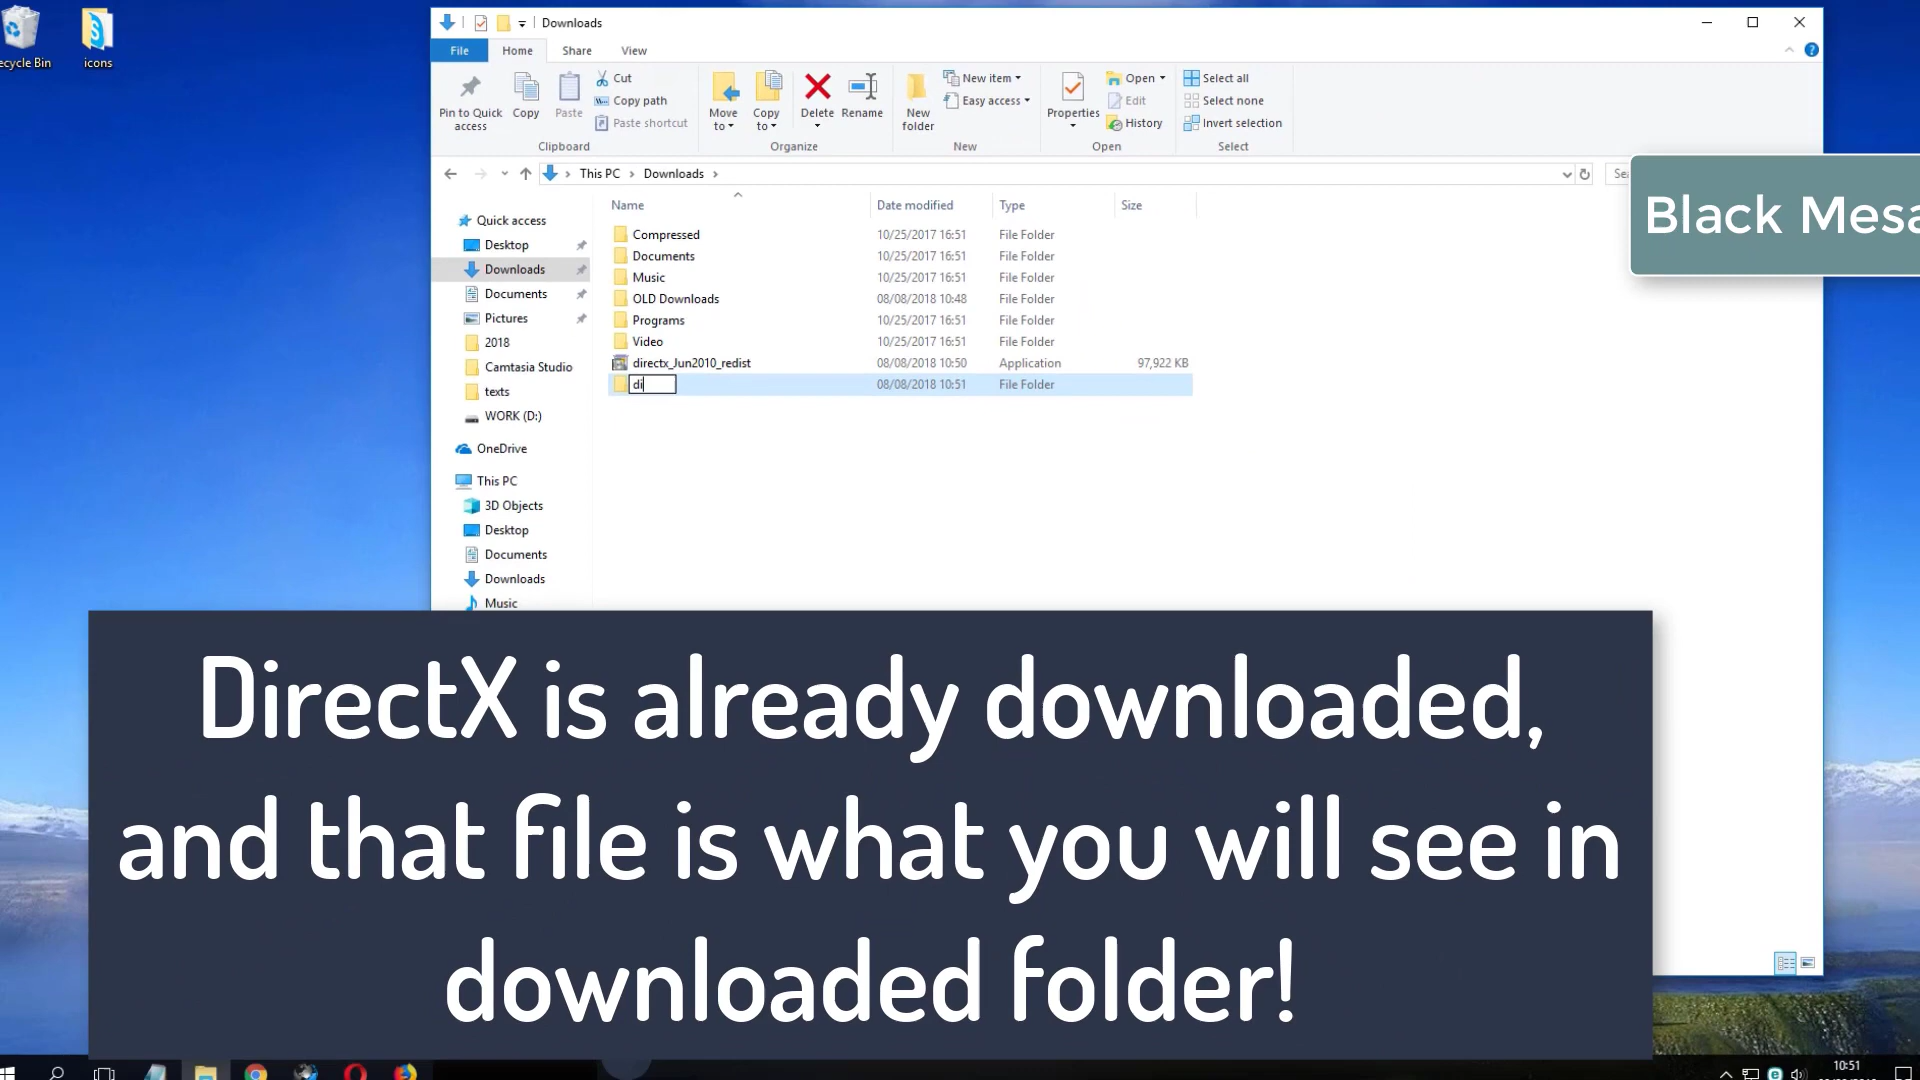 Downloads
File Home Share View
Pin to Quick access
Copy
Paste
Cut
Copy path
Paste shortcut
Clipboard
Move to
Copy to
Delete
Rename
Organize
New folder
New item
Easy access
New
Properties
Open
Edit
History
Open
Select all
Select none
Invert selection
Select
This PC > Downloads >
Name Date modified Type Size
Compressed 10/25/2017 16:51 File Folder
Documents 10/25/2017 16:51 File Folder
Music 10/25/2017 16:51 File Folder
OLD Downloads 08/08/2018 10:48 File Folder
Programs 10/25/2017 16:51 File Folder
Video 10/25/2017 16:51 File Folder
directx_Jun2010_redist 08/08/2018 10:50 Application 97,922 KB
di 08/08/2018 10:51 File Folder
Quick access
Desktop
Downloads
Documents
Pictures
2018
Camtasia Studio
texts
WORK (D:)
OneDrive
This PC
3D Objects
Desktop
Documents
Downloads
Music
ecycle Bin
icons
Black Mesa
DirectX is already downloaded,
and that file is what you will see in
downloaded folder!
10:51